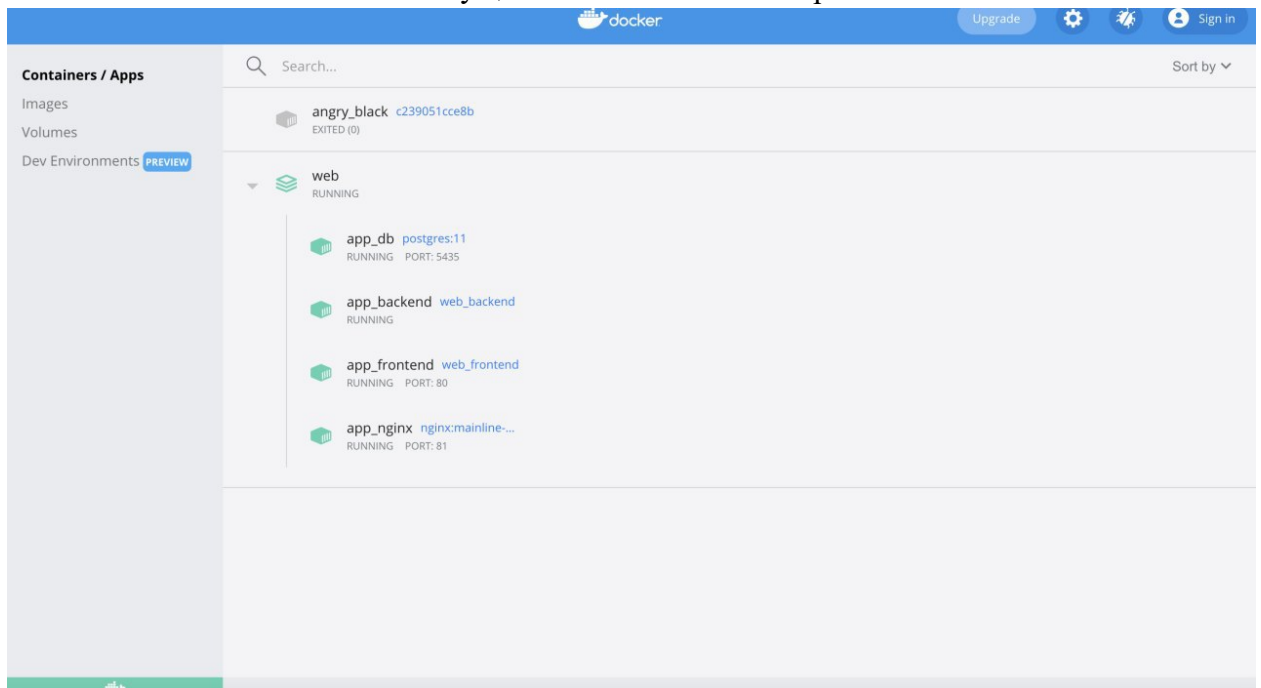 docker
Upgrade
Sign in
Containers / Apps
Images
Volumes
Dev Environments PREVIEW
Search...
Sort by
angry_black c239051cce8b
EXITED (0)
web
RUNNING
app_db postgres:11
RUNNING PORT: 5435
app_backend web_backend
RUNNING
app_frontend web_frontend
RUNNING PORT: 80
app_nginx nginx:mainline-...
RUNNING PORT: 81